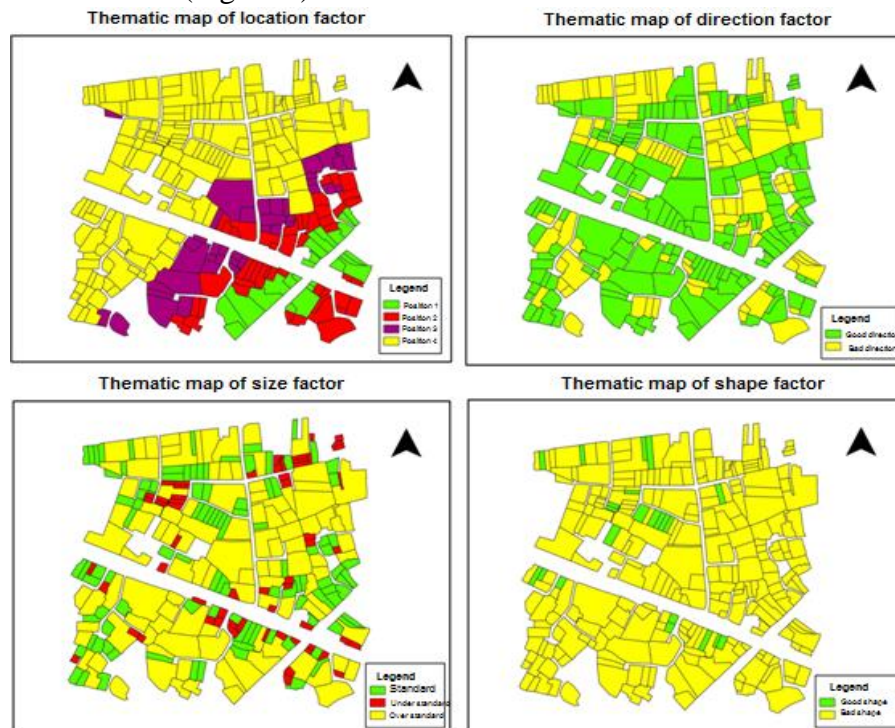 Thematic map of location factor
Thematic map of direction factor
Legend
Position 1
Position 2
Position 3
Position 4
Legend
Good direction
Bad direction
Thematic map of size factor
Thematic map of shape factor
Legend
Standard
Under standard
Over standard
Legend
Good shape
Bad shape